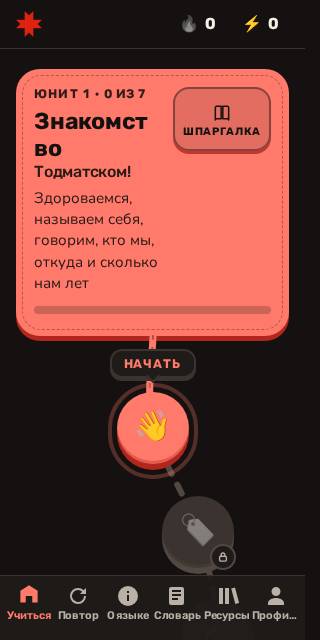 0
0
ЮНИТ 1 · 0 ИЗ 7
Знакомст
во
Тодматском!
Здороваемся,
называем себя,
говорим, кто мы,
откуда и сколько
нам лет
ШПАРГАЛКА
НАЧАТЬ
Учиться Повтор О языке Словарь Ресурсы Профи…